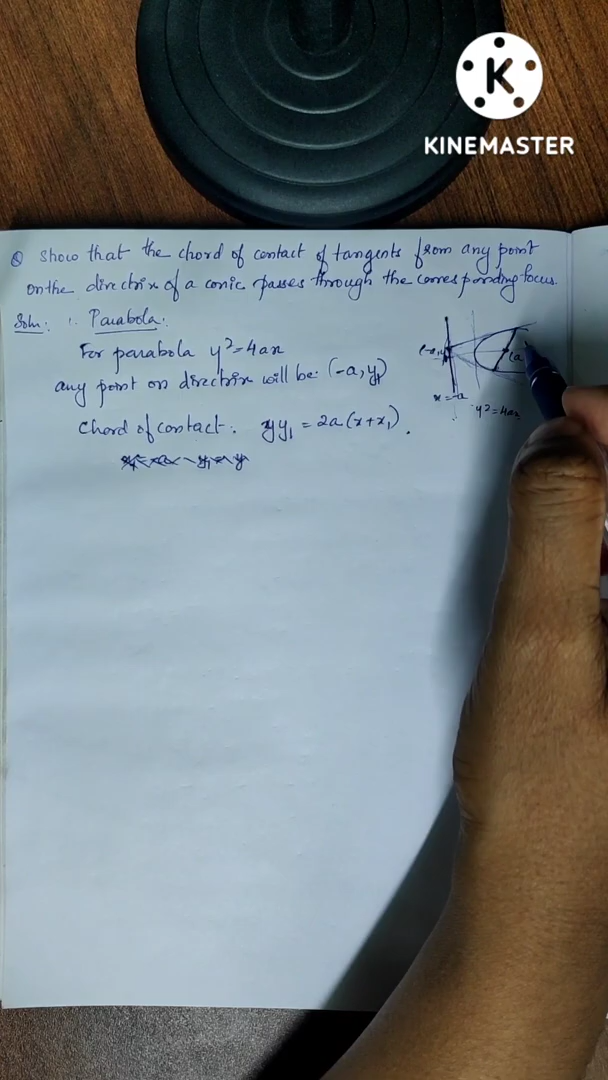 K
KINEMASTER
Q show that the chord of contact of tangents from any point
on the directrix of a conic passes through the corresponding focus.
Soln: 1. Parabola:
For parabola y²=4ax
any point on directrix will be (-a, y₁)
Chord of contact: yy₁ = 2a(x+x₁).
(-a, y₁)
(a
x=-a
y²=4ax